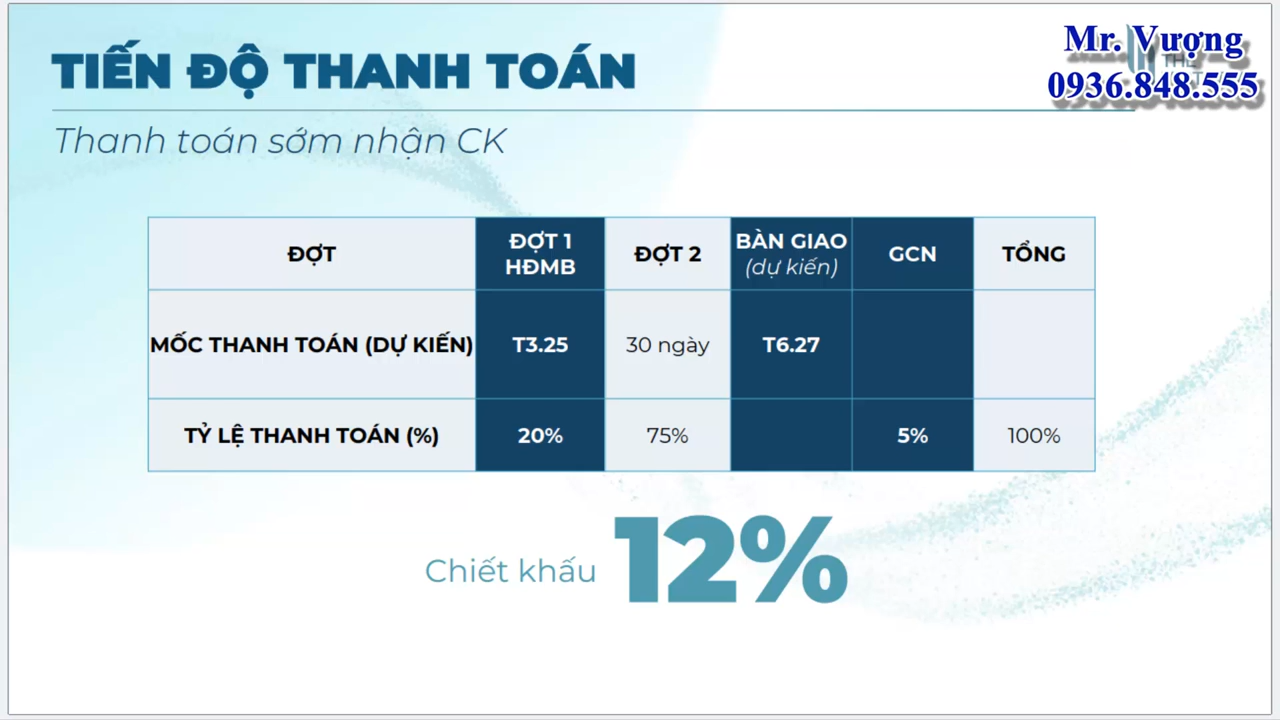 TIẾN ĐỘ THANH TOÁN
Mr. Vượng
0936.848.555
THE
Thanh toán sớm nhận CK
ĐỢT
ĐỢT 1
HĐMB
ĐỢT 2
BÀN GIAO
(dự kiến)
GCN
TỔNG
MỐC THANH TOÁN (DỰ KIẾN)
T3.25
30 ngày
T6.27
TỶ LỆ THANH TOÁN (%)
20%
75%
5%
100%
Chiết khấu 12%